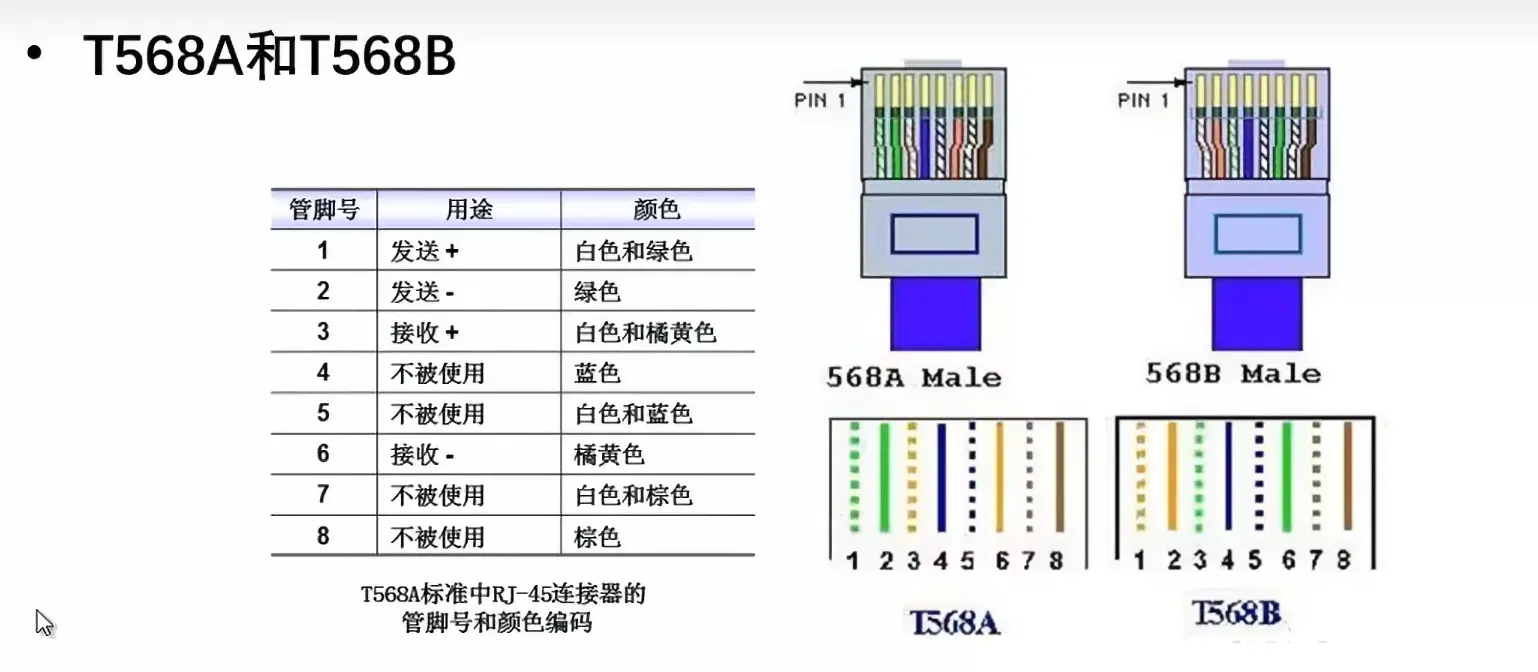 • T568A和T568B
管脚号 用途 颜色
1 发送 + 白色和绿色
2 发送 - 绿色
3 接收 + 白色和橘黄色
4 不被使用 蓝色
5 不被使用 白色和蓝色
6 接收 - 橘黄色
7 不被使用 白色和棕色
8 不被使用 棕色
T568A标准中RJ-45连接器的
管脚号和颜色编码
PIN 1
PIN 1
568A Male
568B Male
1 2 3 4 5 6 7 8
1 2 3 4 5 6 7 8
T568A
T568B